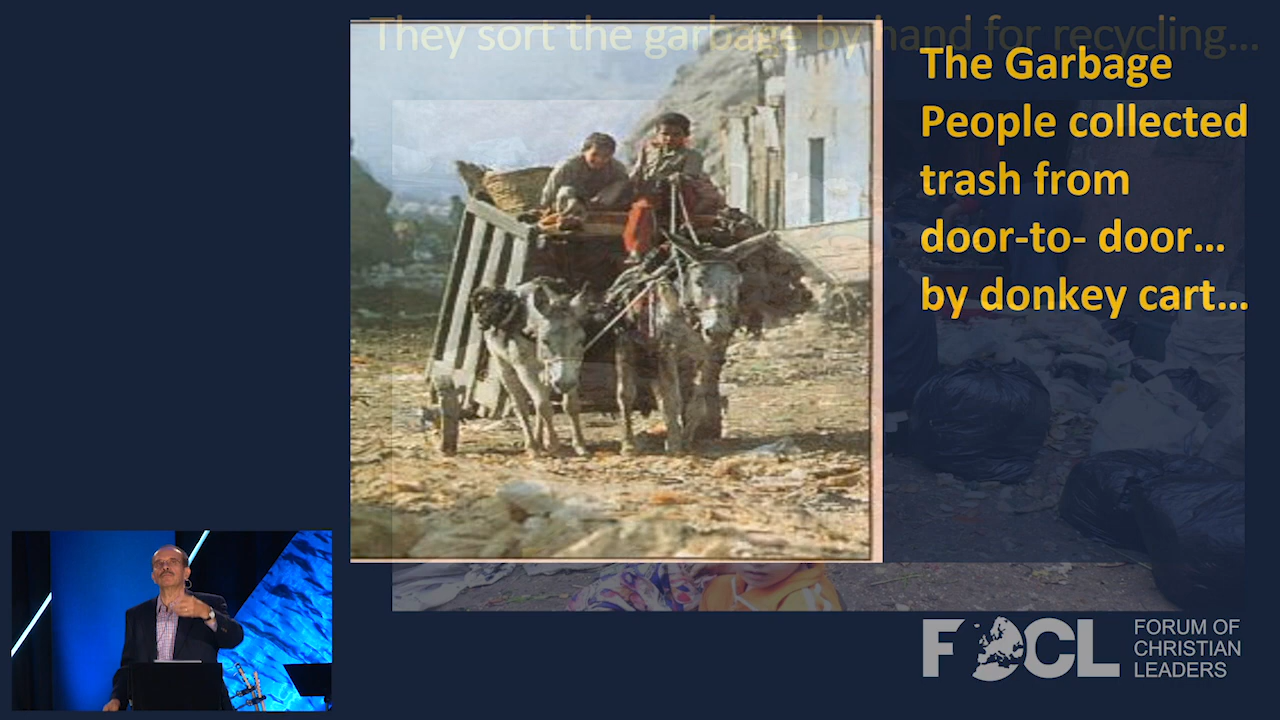 They sort the garbage by hand for recycling...
The Garbage
People collected
trash from
door-to- door...
by donkey cart...
FOCL
FORUM OF
CHRISTIAN
LEADERS